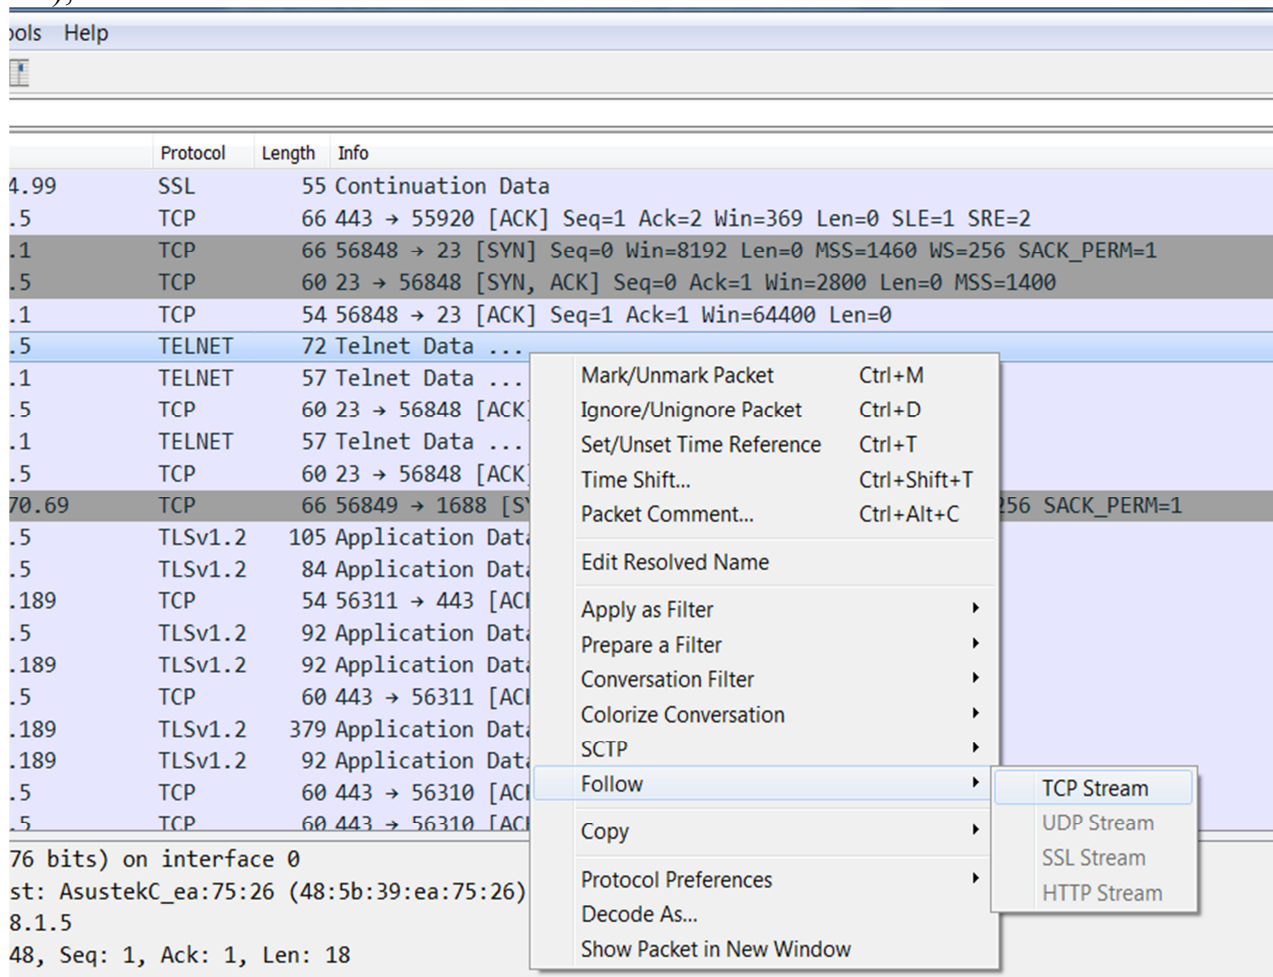 ools Help
Protocol Length Info
4.99 SSL 55 Continuation Data
.5 TCP 66 443 → 55920 [ACK] Seq=1 Ack=2 Win=369 Len=0 SLE=1 SRE=2
.1 TCP 66 56848 → 23 [SYN] Seq=0 Win=8192 Len=0 MSS=1460 WS=256 SACK_PERM=1
.5 TCP 60 23 → 56848 [SYN, ACK] Seq=0 Ack=1 Win=2800 Len=0 MSS=1400
.1 TCP 54 56848 → 23 [ACK] Seq=1 Ack=1 Win=64400 Len=0
.5 TELNET 72 Telnet Data ...
.1 TELNET 57 Telnet Data ...
.5 TCP 60 23 → 56848 [ACK]
.1 TELNET 57 Telnet Data ...
.5 TCP 60 23 → 56848 [ACK]
70.69 TCP 66 56849 → 1688 [SY 256 SACK_PERM=1
.5 TLSv1.2 105 Application Data
.5 TLSv1.2 84 Application Data
.189 TCP 54 56311 → 443 [ACK
.5 TLSv1.2 92 Application Data
.189 TLSv1.2 92 Application Data
.5 TCP 60 443 → 56311 [ACK
.189 TLSv1.2 379 Application Data
.189 TLSv1.2 92 Application Data
.5 TCP 60 443 → 56310 [ACK
.5 TCP 60 443 → 56310 [ACK
Mark/Unmark Packet Ctrl+M
Ignore/Unignore Packet Ctrl+D
Set/Unset Time Reference Ctrl+T
Time Shift... Ctrl+Shift+T
Packet Comment... Ctrl+Alt+C
Edit Resolved Name
Apply as Filter
Prepare a Filter
Conversation Filter
Colorize Conversation
SCTP
Follow
Copy
Protocol Preferences
Decode As...
Show Packet in New Window
TCP Stream
UDP Stream
SSL Stream
HTTP Stream
76 bits) on interface 0
st: AsustekC_ea:75:26 (48:5b:39:ea:75:26)
8.1.5
48, Seq: 1, Ack: 1, Len: 18